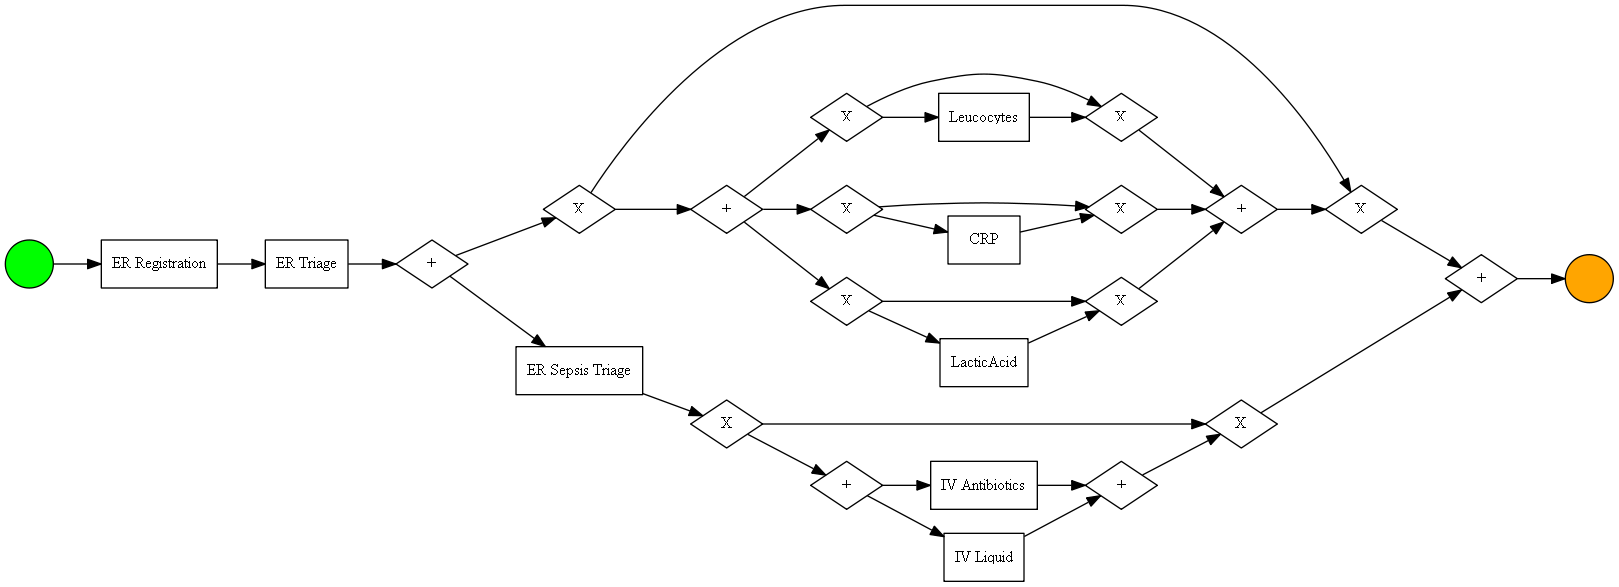 ER Registration
ER Triage
+
X
+
X
Leucocytes
X
X
CRP
X
X
LacticAcid
X
+
X
ER Sepsis Triage
X
+
IV Antibiotics
IV Liquid
+
X
+